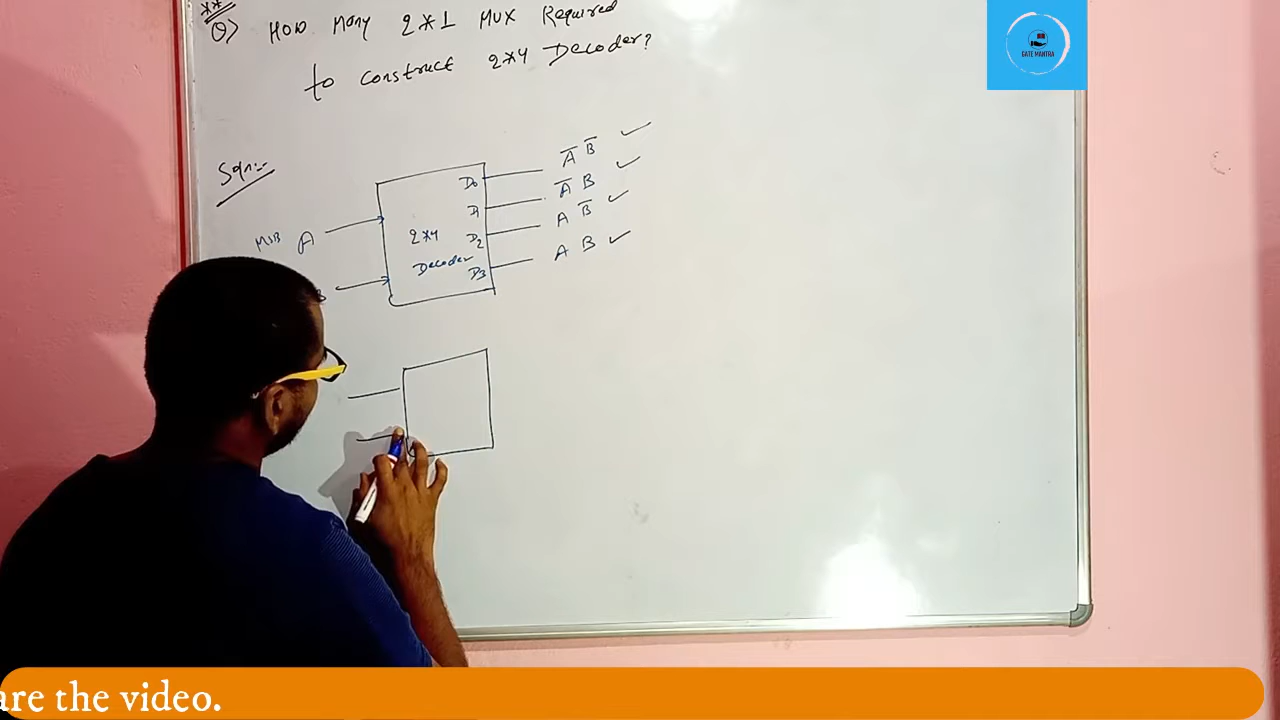 **
Q) How Many 2*1 MUX Required
to construct 2*4 Decoder?
GATE MANTRA
Soln:-
D0 A̅ B̅ ✓
D1 A̅ B ✓
MSB A 2*4 D2 A B̅ ✓
Decoder D3 A B ✓
B
are the video.